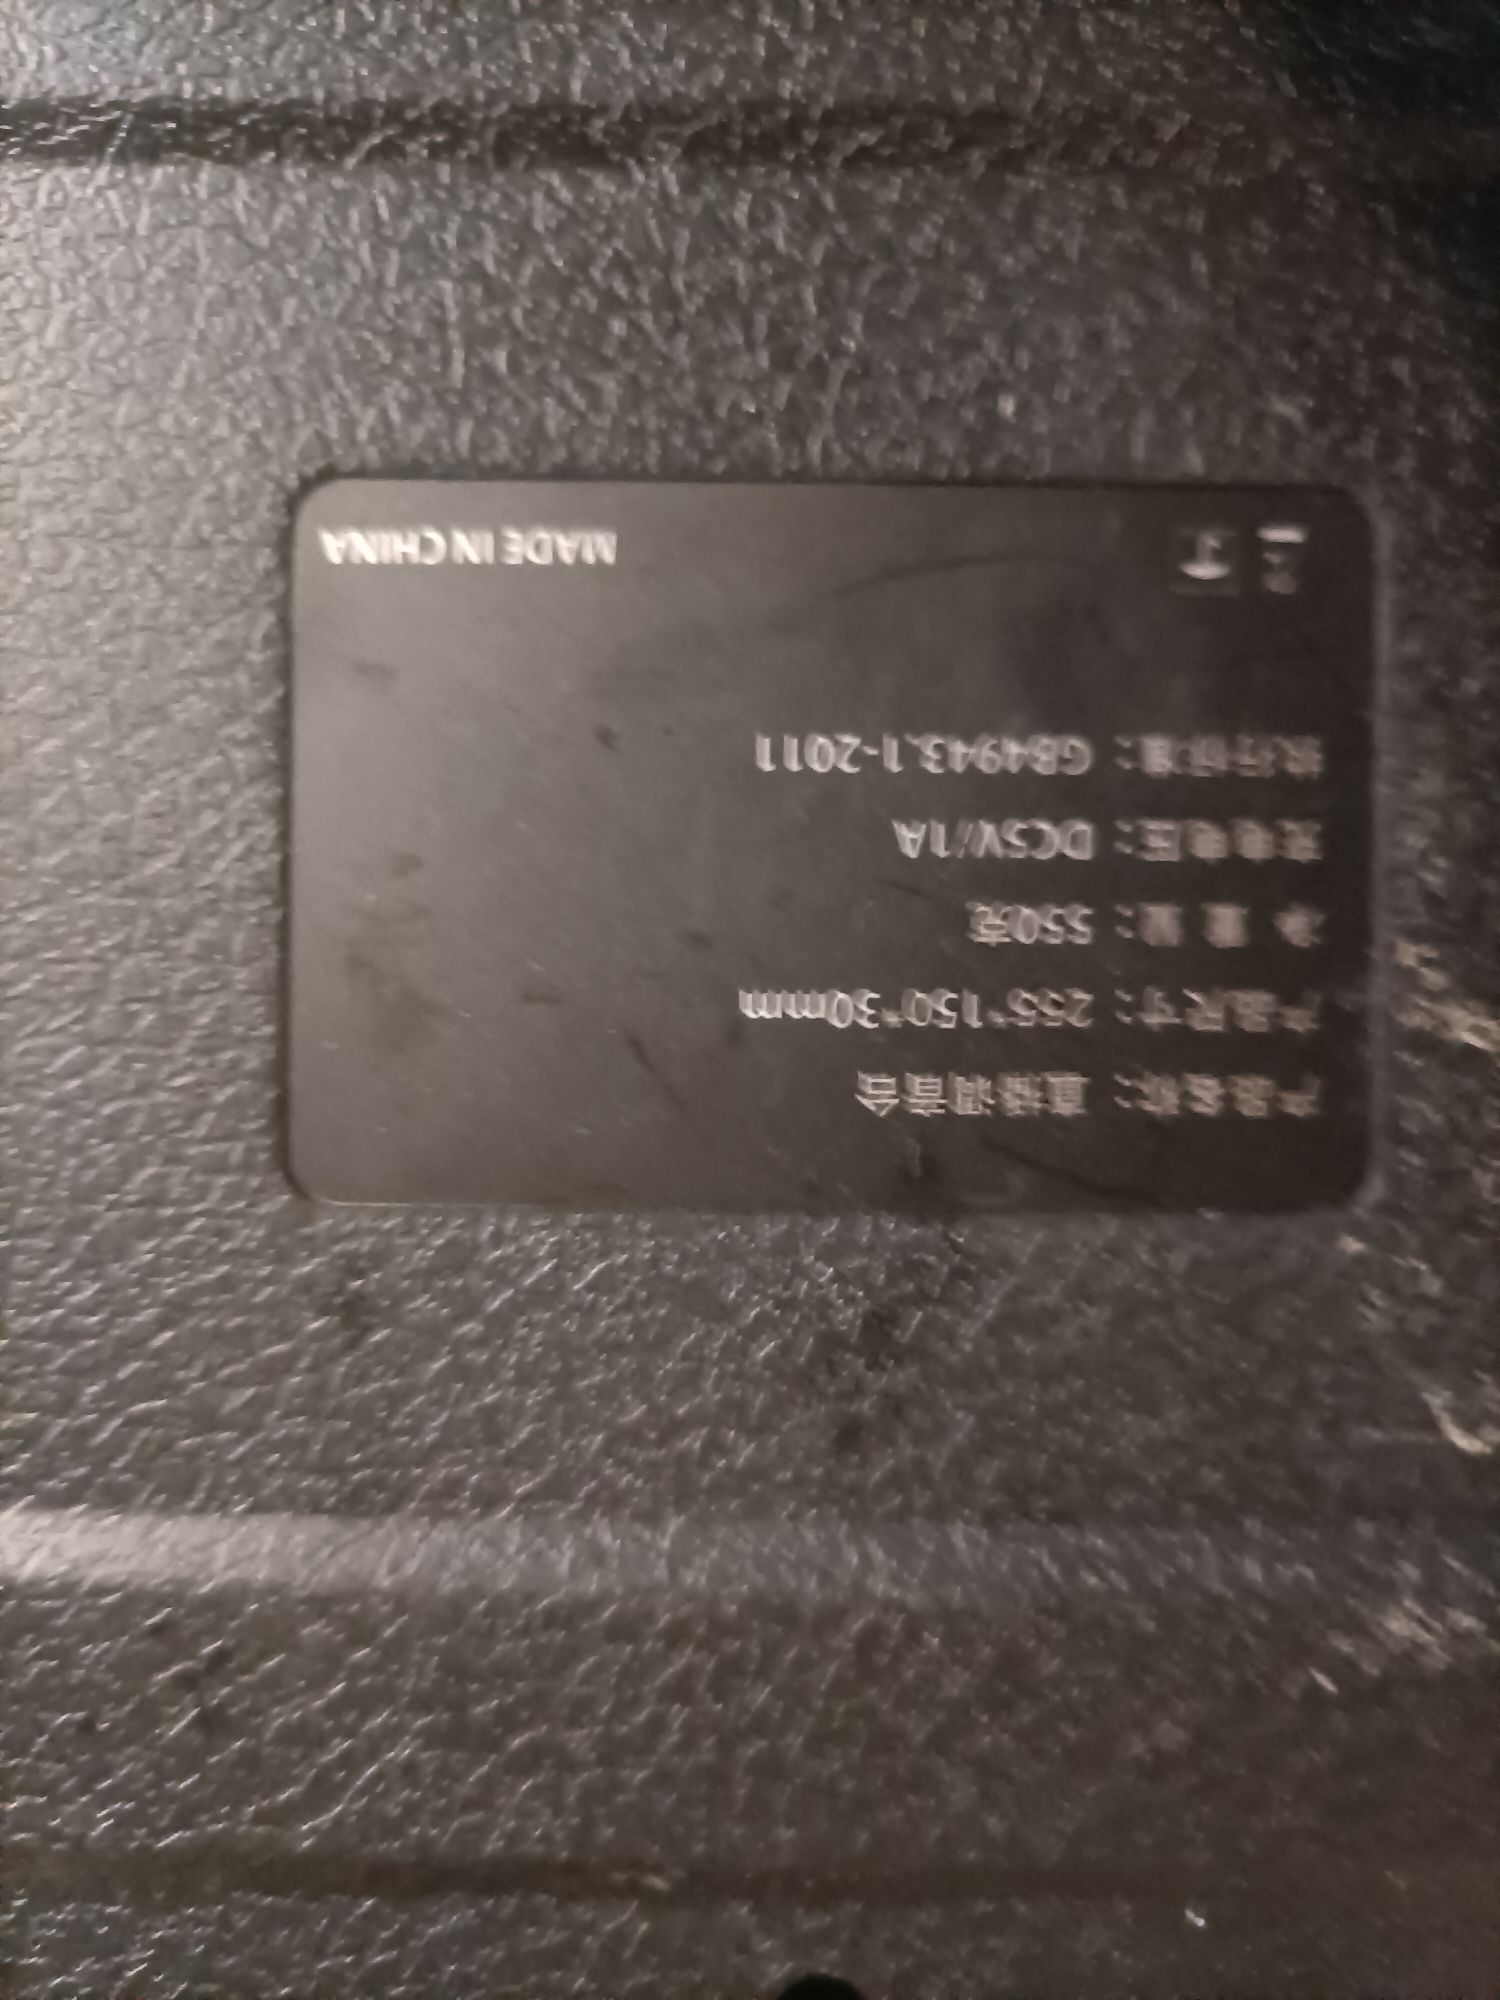 产品名称：直播调音台
产品尺寸：255*150*30mm
净 重 量：550克
充电电压：DC5V/1A
执行标准：GB4943.1-2011
MADE IN CHINA